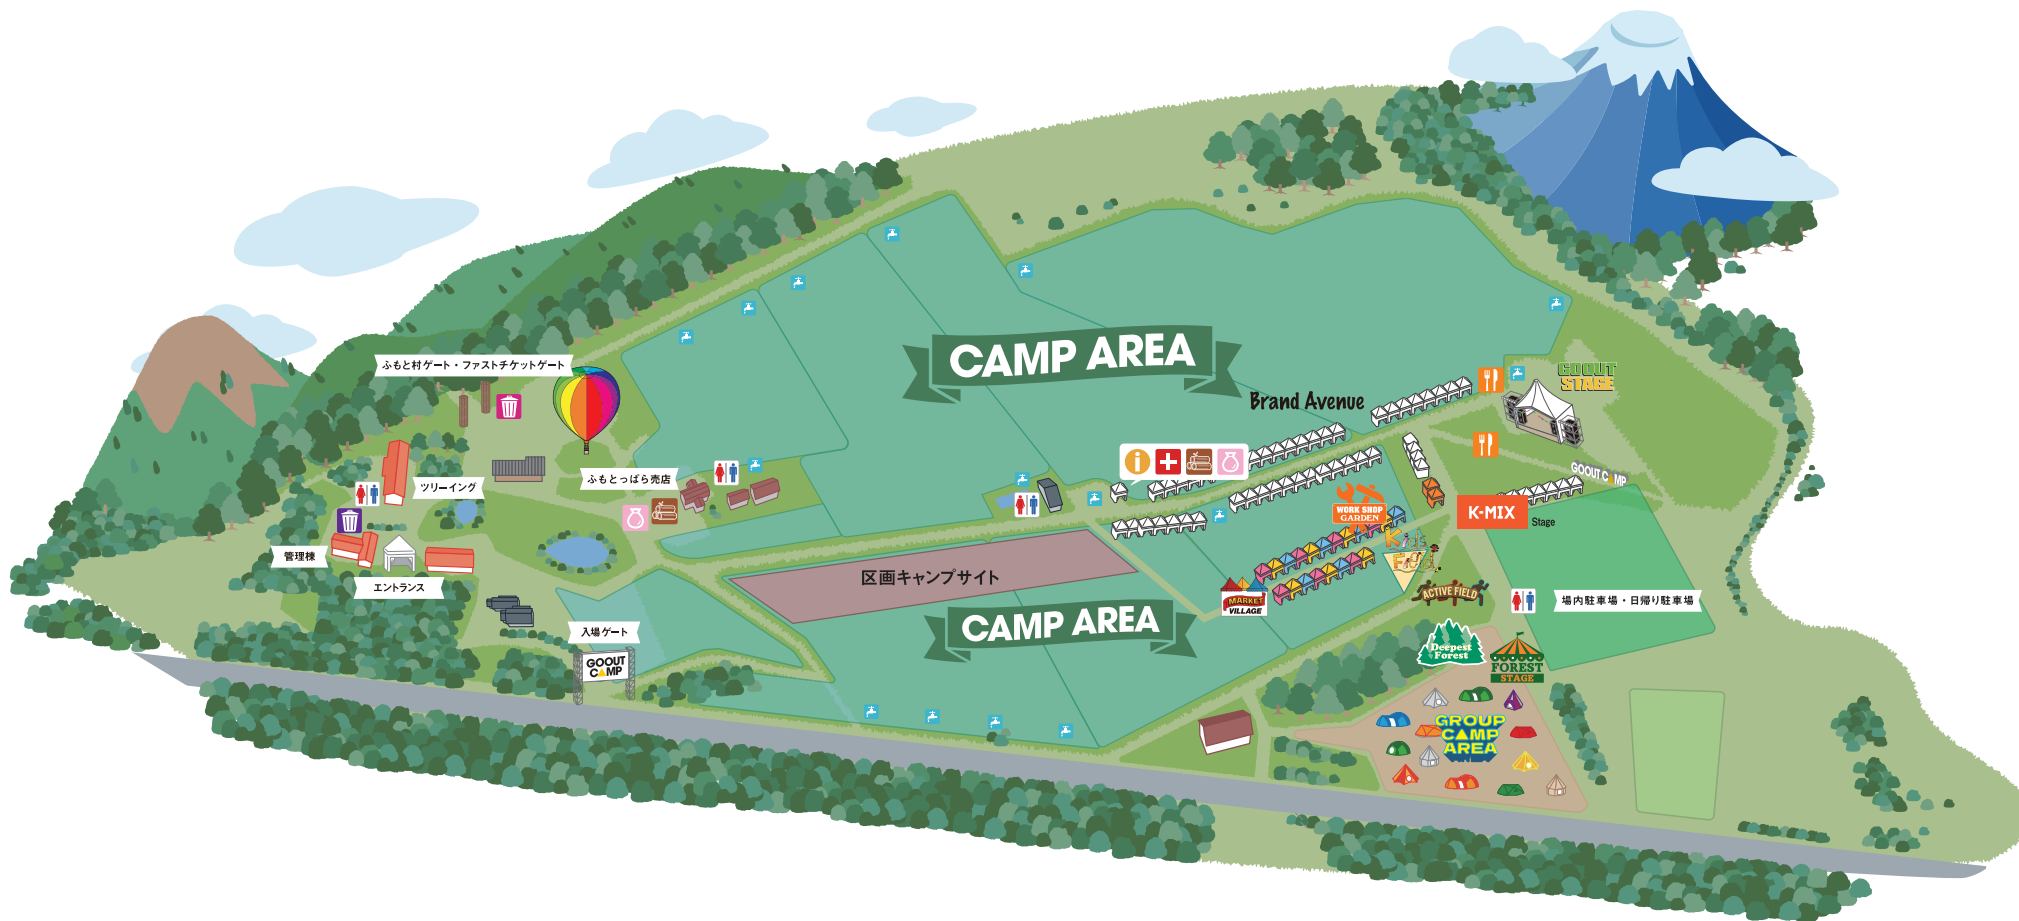 ふもと村ゲート・ファストチケットゲート
CAMP AREA
Brand Avenue
GOOUT
STAGE
ふもとっぱら売店
ツリーイング
i
GOOUT CAMP
WORK SHOP
GARDEN
K-MIX
Stage
管理棟
エントランス
区画キャンプサイト
Kids
Field
ACTIVE FIELD
MARKET
VILLAGE
場内駐車場・日帰り駐車場
CAMP AREA
入場ゲート
GOOUT
CAMP
Deepest
Forest
FOREST
STAGE
GROUP
CAMP
AREA